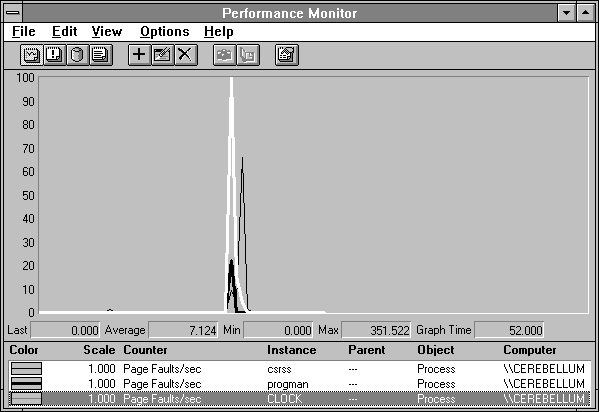 Performance Monitor
File Edit View Options Help
100
90
80
70
60
50
40
30
20
10
0
Last 0.000 Average 7.124 Min 0.000 Max 351.522 Graph Time 52.000
Color Scale Counter Instance Parent Object Computer
1.000 Page Faults/sec csrss --- Process \\CEREBELLUM
1.000 Page Faults/sec progman --- Process \\CEREBELLUM
1.000 Page Faults/sec CLOCK --- Process \\CEREBELLUM